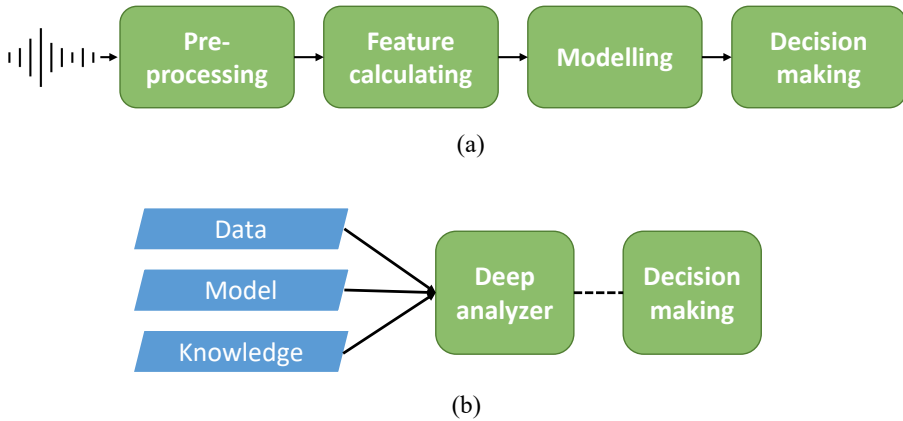 Pre-
processing
Feature
calculating
Modelling
Decision
making
(a)
Data
Model
Knowledge
Deep
analyzer
Decision
making
(b)